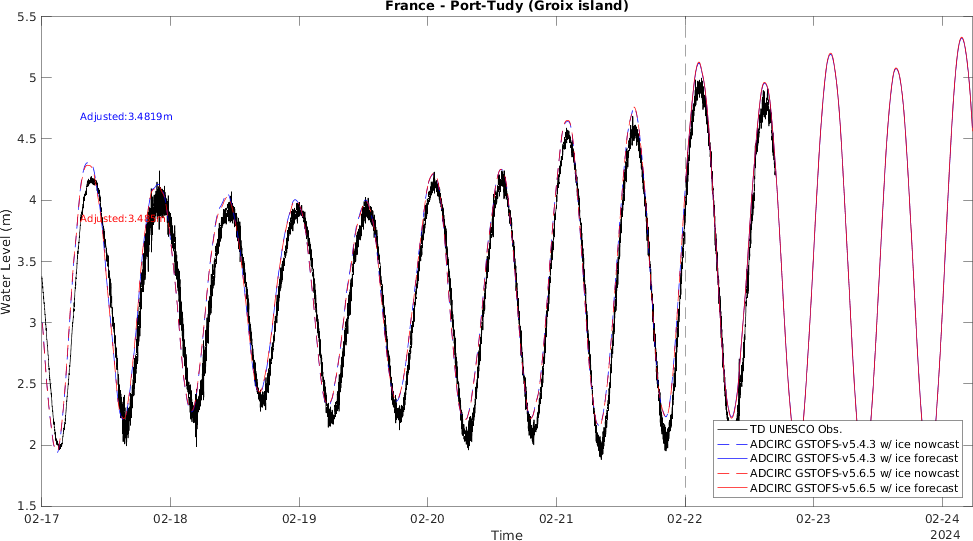 France - Port-Tudy (Groix island)
5.5
5
4.5
4
3.5
3
2.5
2
1.5
Water Level (m)
Adjusted:3.4819m
TD UNESCO Obs.
ADCIRC GSTOFS-v5.4.3 w/ ice nowcast
ADCIRC GSTOFS-v5.4.3 w/ ice forecast
ADCIRC GSTOFS-v5.6.5 w/ ice nowcast
ADCIRC GSTOFS-v5.6.5 w/ ice forecast
02-17 02-18 02-19 02-20 02-21 02-22 02-23 02-24
Time
2024